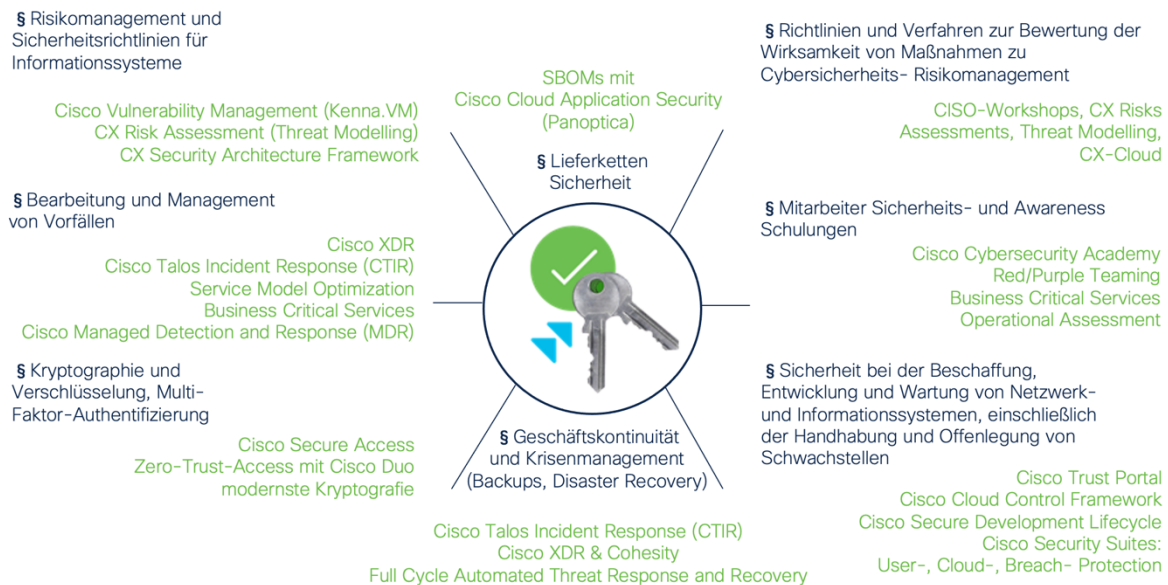 § Risikomanagement und
Sicherheitsrichtlinien für
Informationssysteme
Cisco Vulnerability Management (Kenna.VM)
CX Risk Assessment (Threat Modelling)
CX Security Architecture Framework
§ Bearbeitung und Management
von Vorfällen
Cisco XDR
Cisco Talos Incident Response (CTIR)
Service Model Optimization
Business Critical Services
Cisco Managed Detection and Response (MDR)
§ Kryptographie und
Verschlüsselung, Multi-
Faktor-Authentifizierung
Cisco Secure Access
Zero-Trust-Access mit Cisco Duo
modernste Kryptografie
SBOMs mit
Cisco Cloud Application Security
(Panoptica)
§ Lieferketten
Sicherheit
§ Geschäftskontinuität
und Krisenmanagement
(Backups, Disaster Recovery)
Cisco Talos Incident Response (CTIR)
Cisco XDR & Cohesity
Full Cycle Automated Threat Response and Recovery
§ Richtlinien und Verfahren zur Bewertung der
Wirksamkeit von Maßnahmen zu
Cybersicherheits- Risikomanagement
CISO-Workshops, CX Risks
Assessments, Threat Modelling,
CX-Cloud
§ Mitarbeiter Sicherheits- und Awareness
Schulungen
Cisco Cybersecurity Academy
Red/Purple Teaming
Business Critical Services
Operational Assessment
§ Sicherheit bei der Beschaffung,
Entwicklung und Wartung von Netzwerk-
und Informationssystemen, einschließlich
der Handhabung und Offenlegung von
Schwachstellen
Cisco Trust Portal
Cisco Cloud Control Framework
Cisco Secure Development Lifecycle
Cisco Security Suites:
User-, Cloud-, Breach- Protection